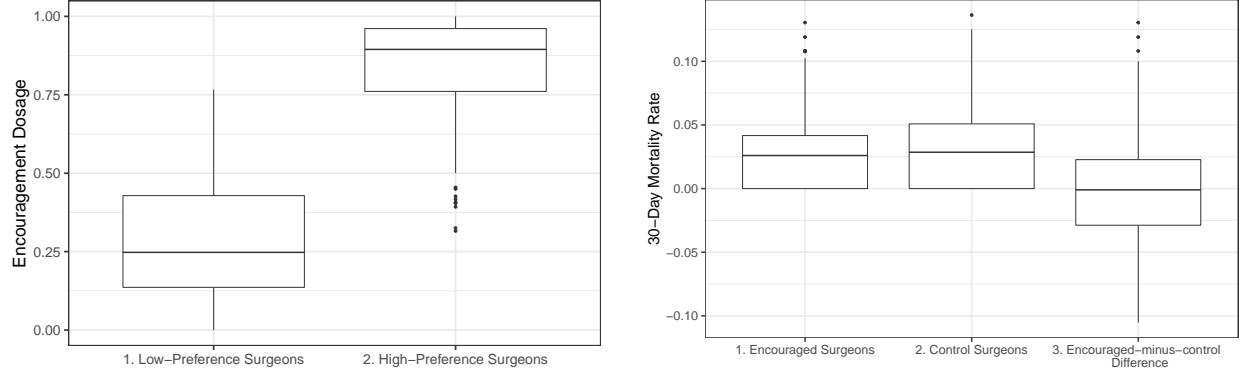 Encouragement Dosage
1.00
0.75
0.50
0.25
0.00
1. Low−Preference Surgeons
2. High−Preference Surgeons
30−Day Mortality Rate
0.10
0.05
0.00
−0.05
−0.10
1. Encouraged Surgeons
2. Control Surgeons
3. Encouraged−minus−control
Difference